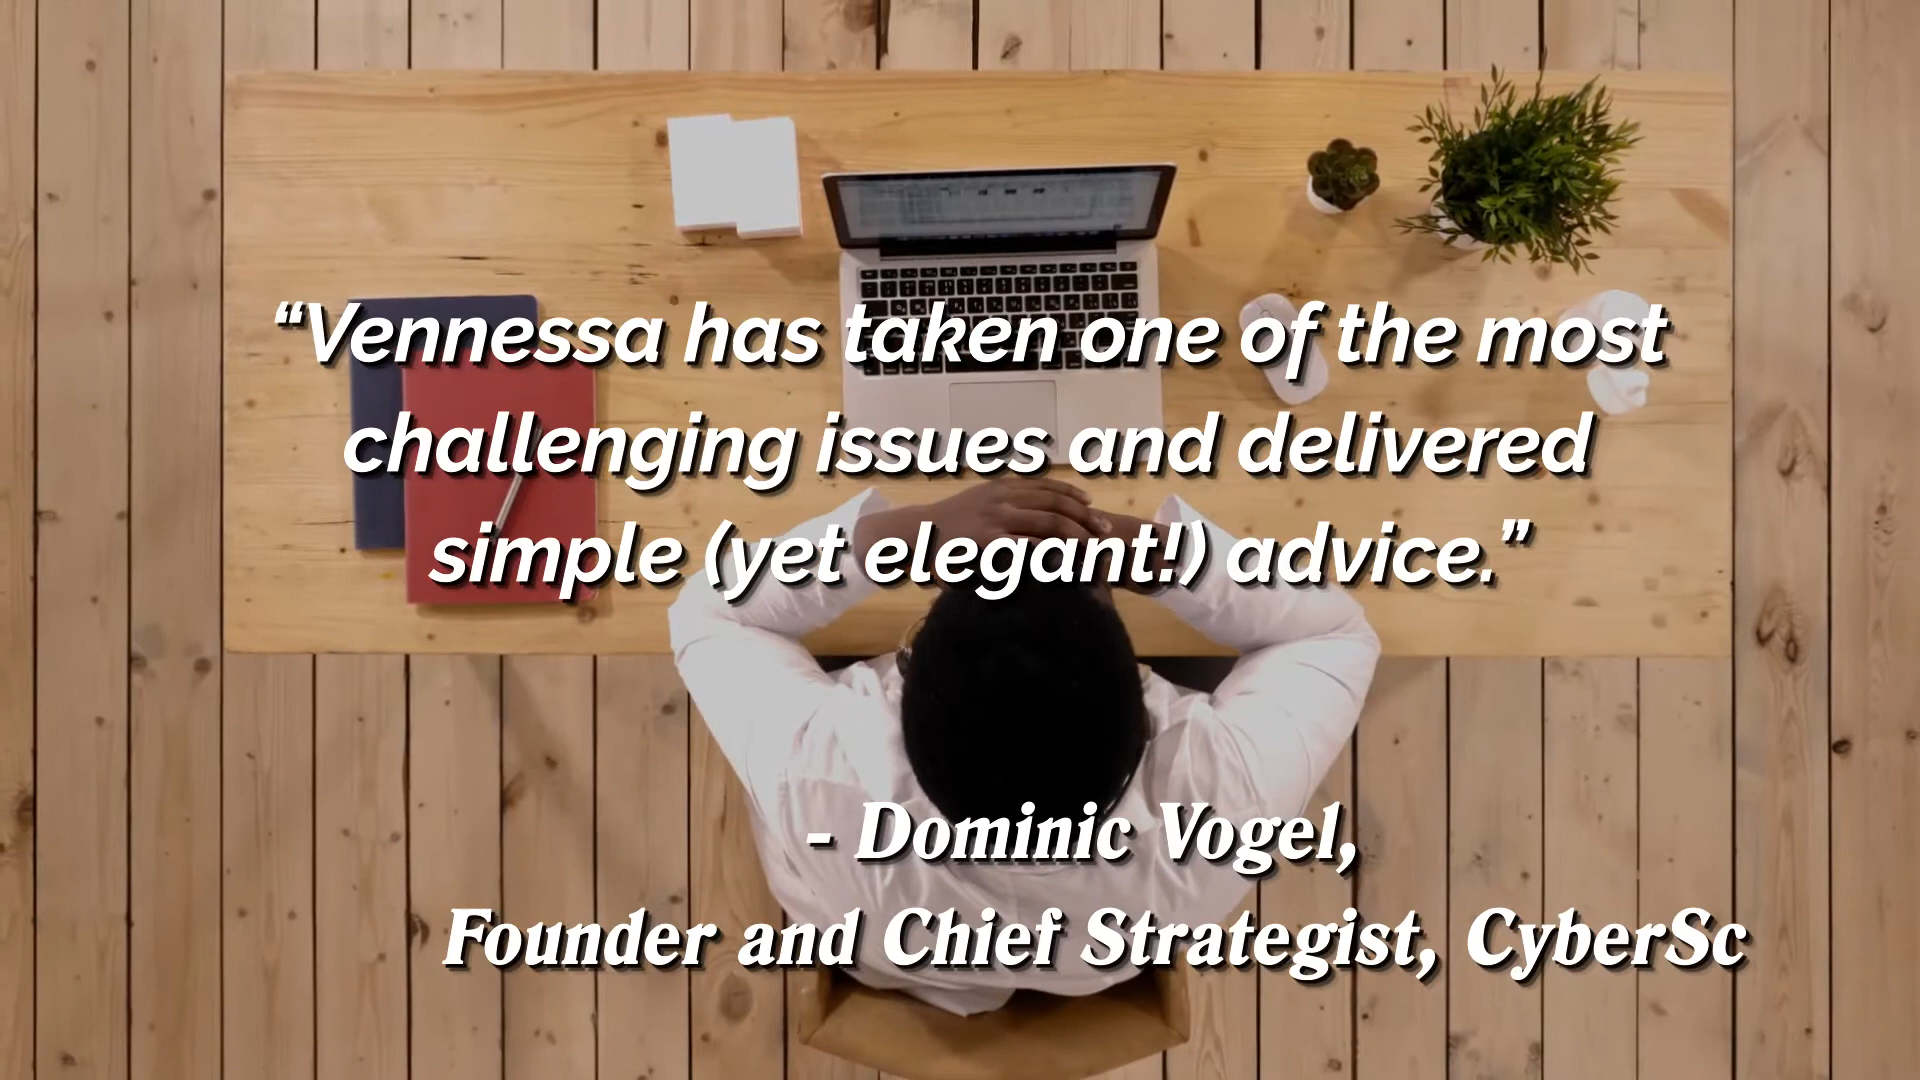 “Vennessa has taken one of the most
challenging issues and delivered
simple (yet elegant!) advice.”
- Dominic Vogel,
Founder and Chief Strategist, CyberSc